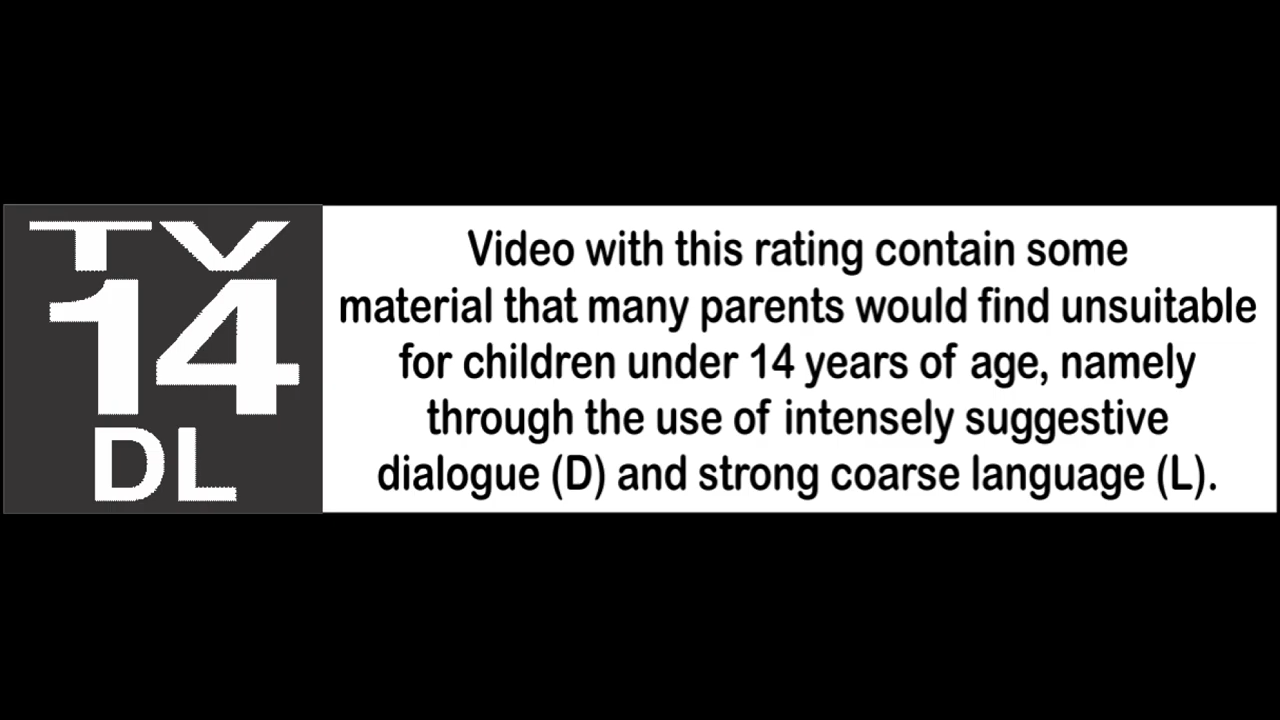 TV
14
DL
Video with this rating contain some
material that many parents would find unsuitable
for children under 14 years of age, namely
through the use of intensely suggestive
dialogue (D) and strong coarse language (L).